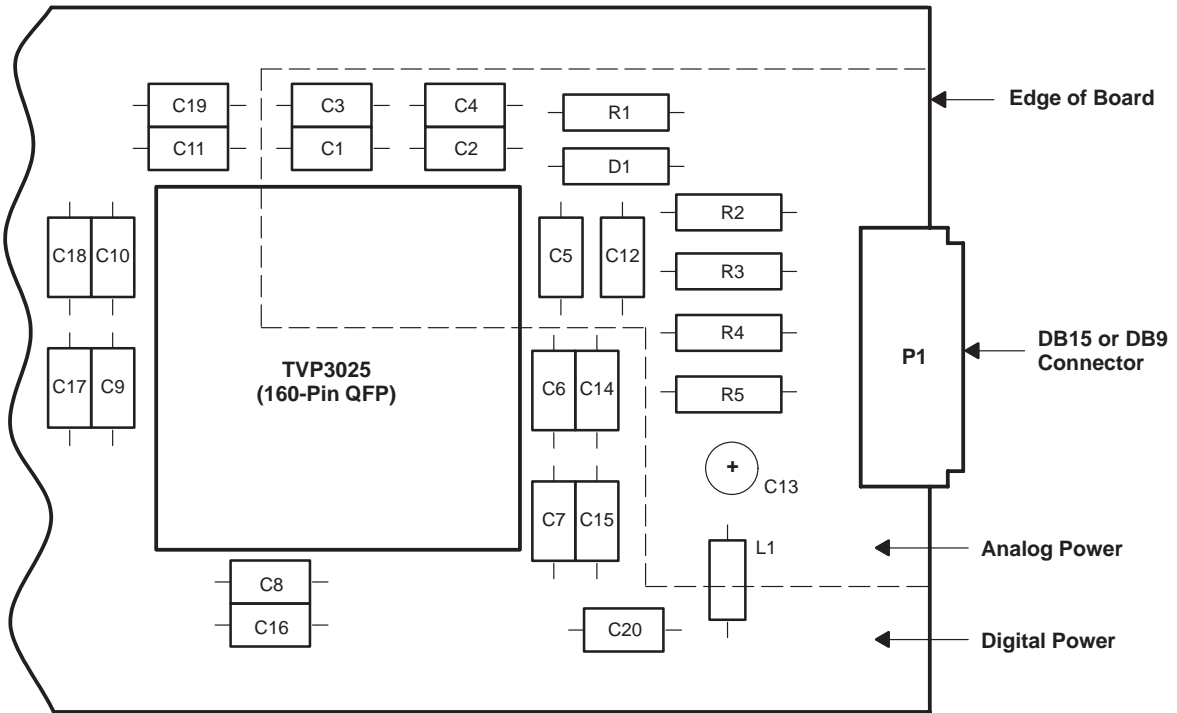 C19
C3
C4
R1
Edge of Board
C11
C1
C2
D1
R2
C18
C10
C5
C12
R3
R4
DB15 or DB9
Connector
P1
TVP3025
(160-Pin QFP)
C17
C9
C6
C14
R5
+
C13
C7
C15
L1
Analog Power
C8
C16
C20
Digital Power